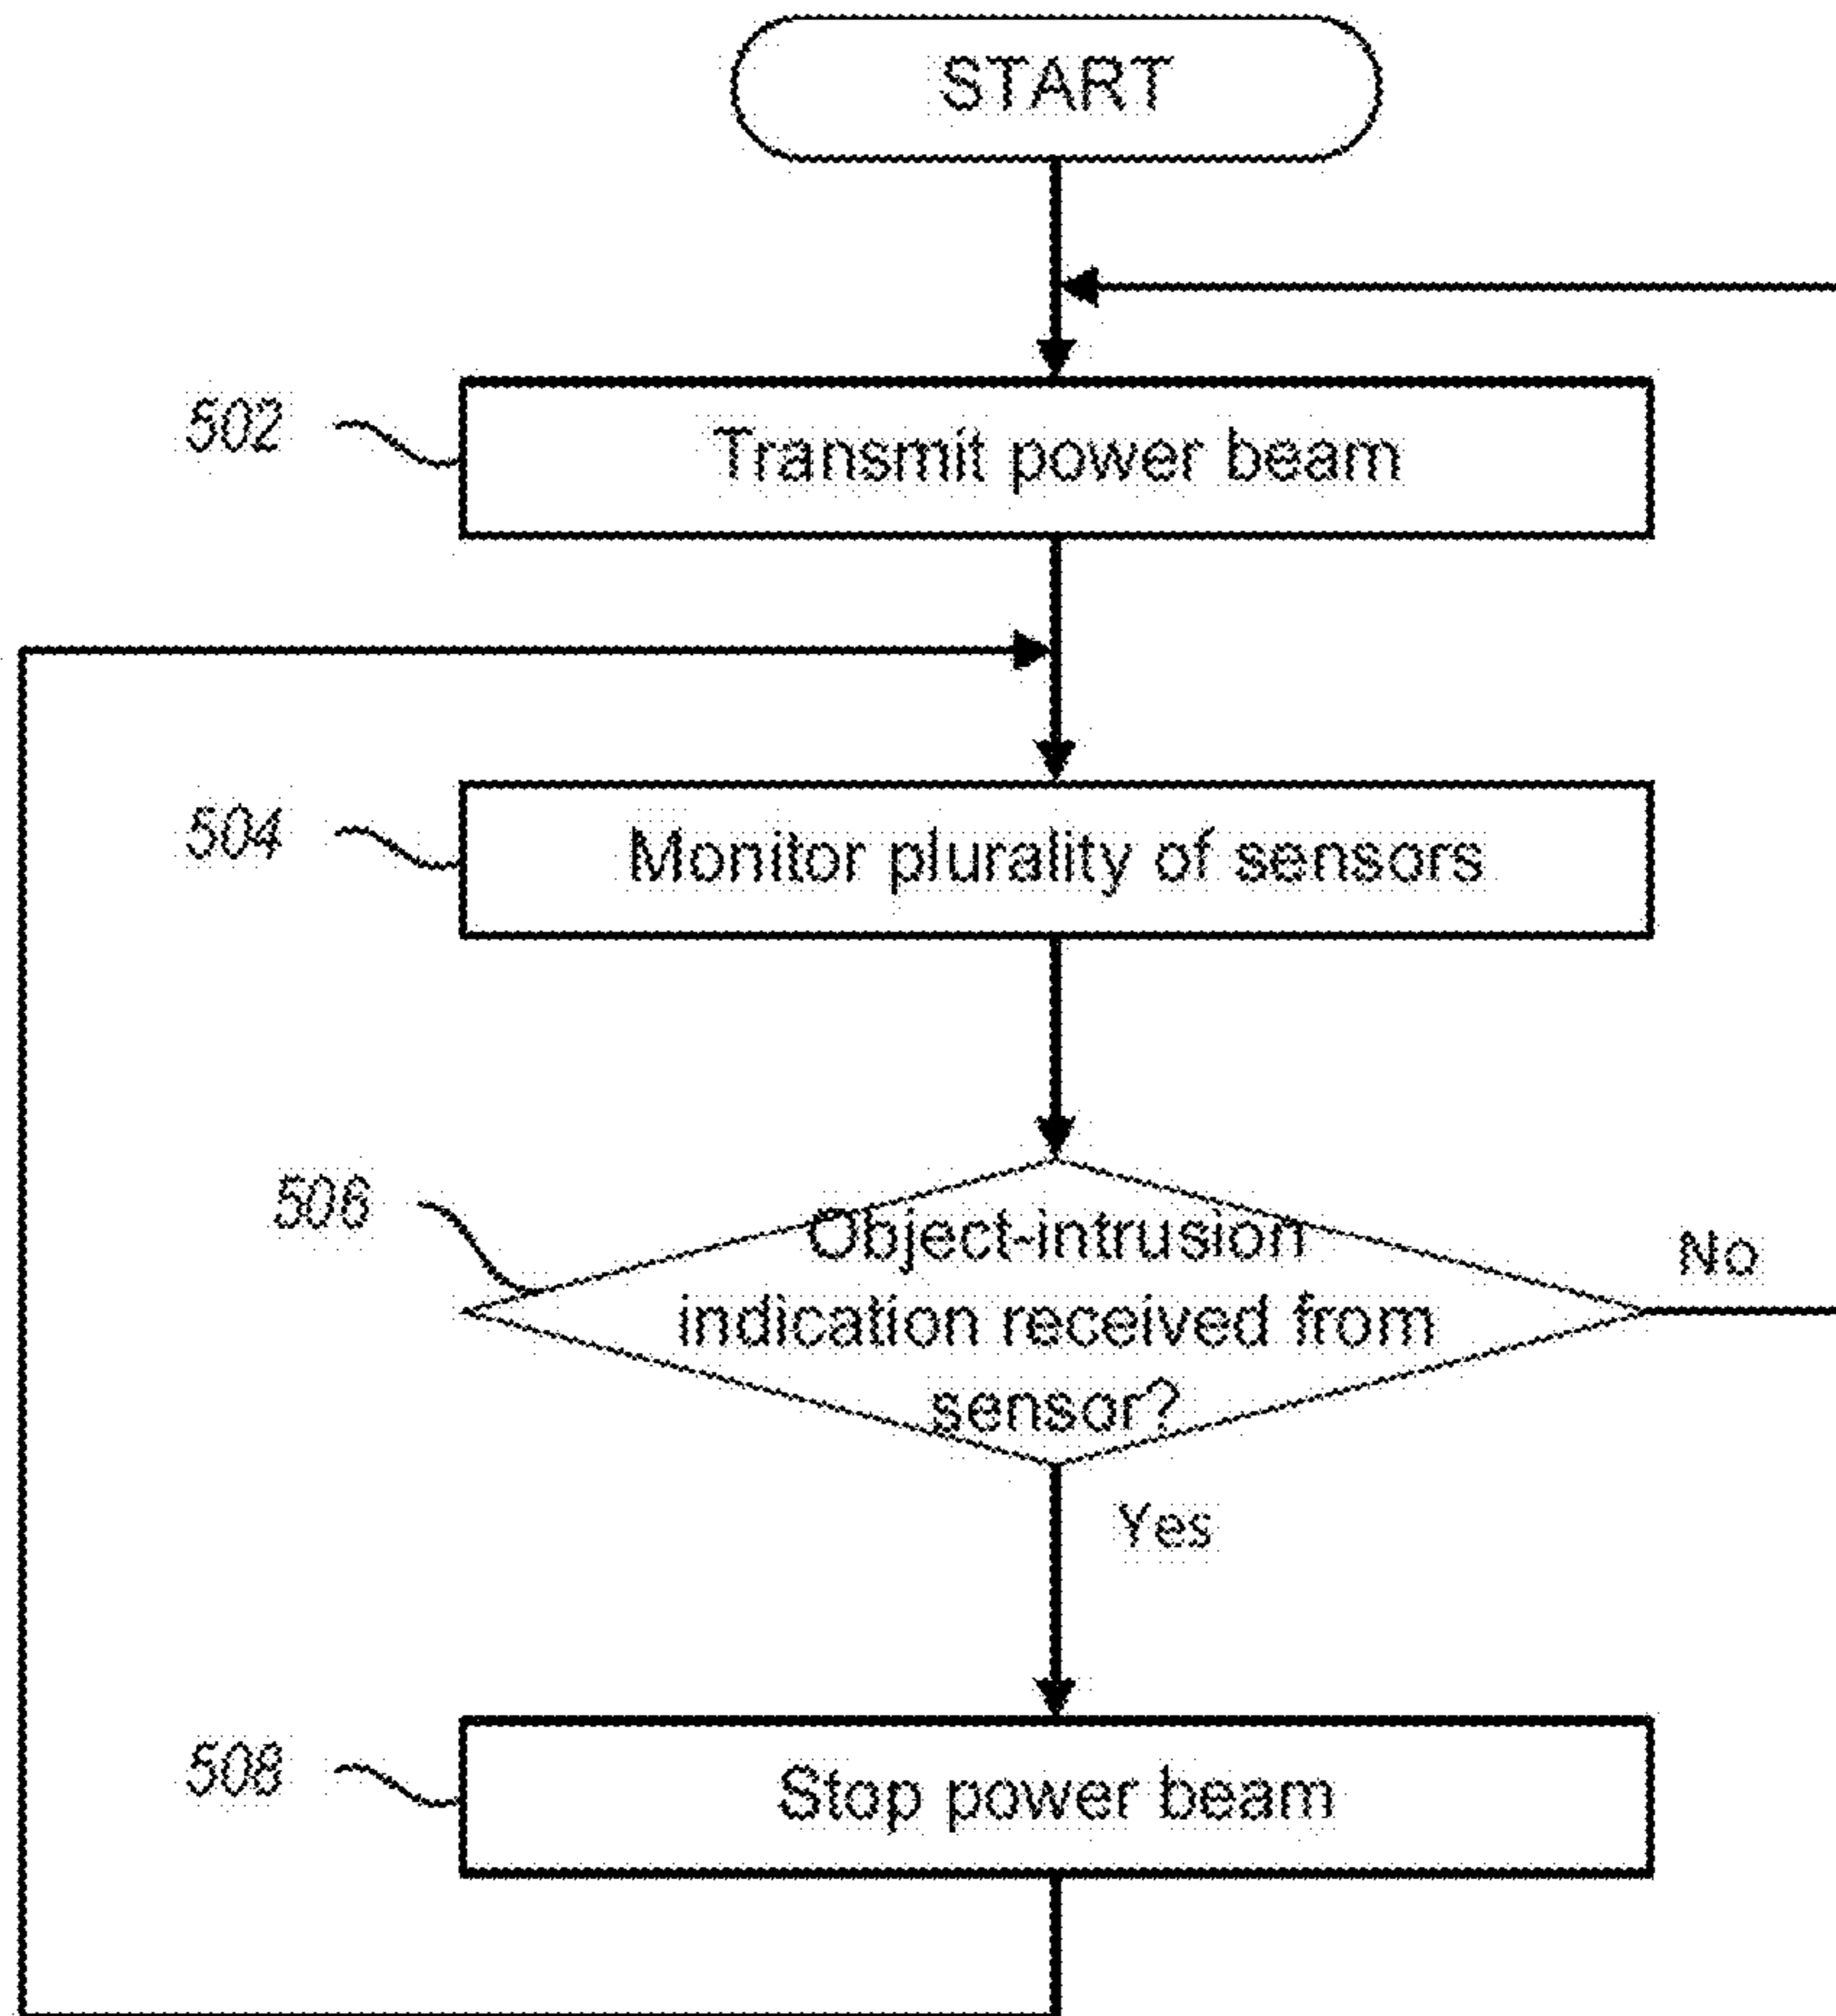 START
502
Transmit power beam
504
Monitor plurality of sensors
506
Object-intrusion
indication received from
sensor?
No
Yes
508
Stop power beam